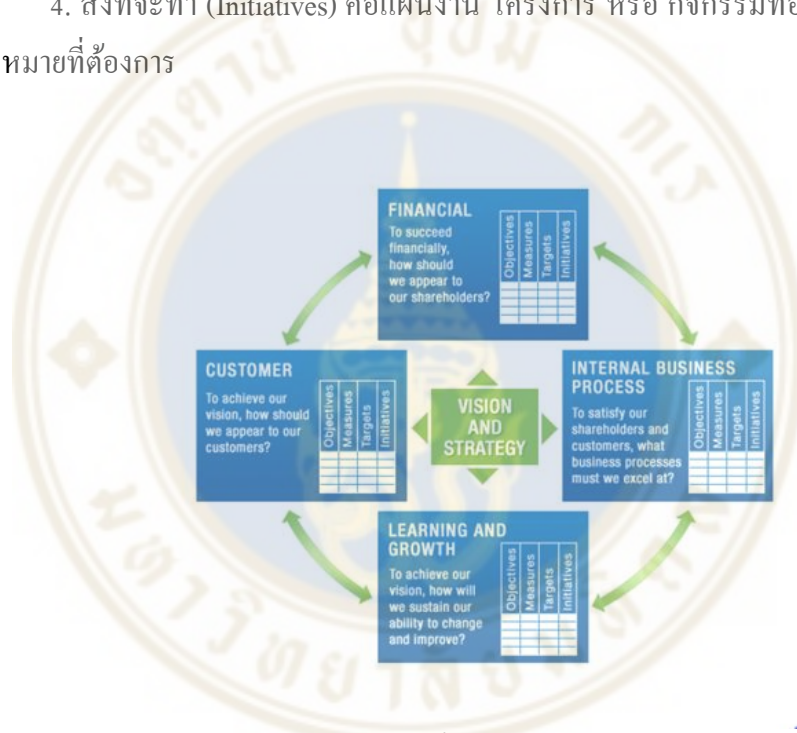 4. สิ่งที่จะทำ (Initiatives) คือแผนงาน โครงการ หรือ กิจกรรมที่
หมายที่ต้องการ
FINANCIAL
To succeed
financially,
how should
we appear to
our shareholders?
Objectives
Measures
Targets
Initiatives
CUSTOMER
To achieve our
vision, how should
we appear to our
customers?
Objectives
Measures
Targets
Initiatives
VISION
AND
STRATEGY
INTERNAL BUSINESS
PROCESS
To satisfy our
shareholders and
customers, what
business processes
must we excel at?
Objectives
Measures
Targets
Initiatives
LEARNING AND
GROWTH
To achieve our
vision, how will
we sustain our
ability to change
and improve?
Objectives
Measures
Targets
Initiatives